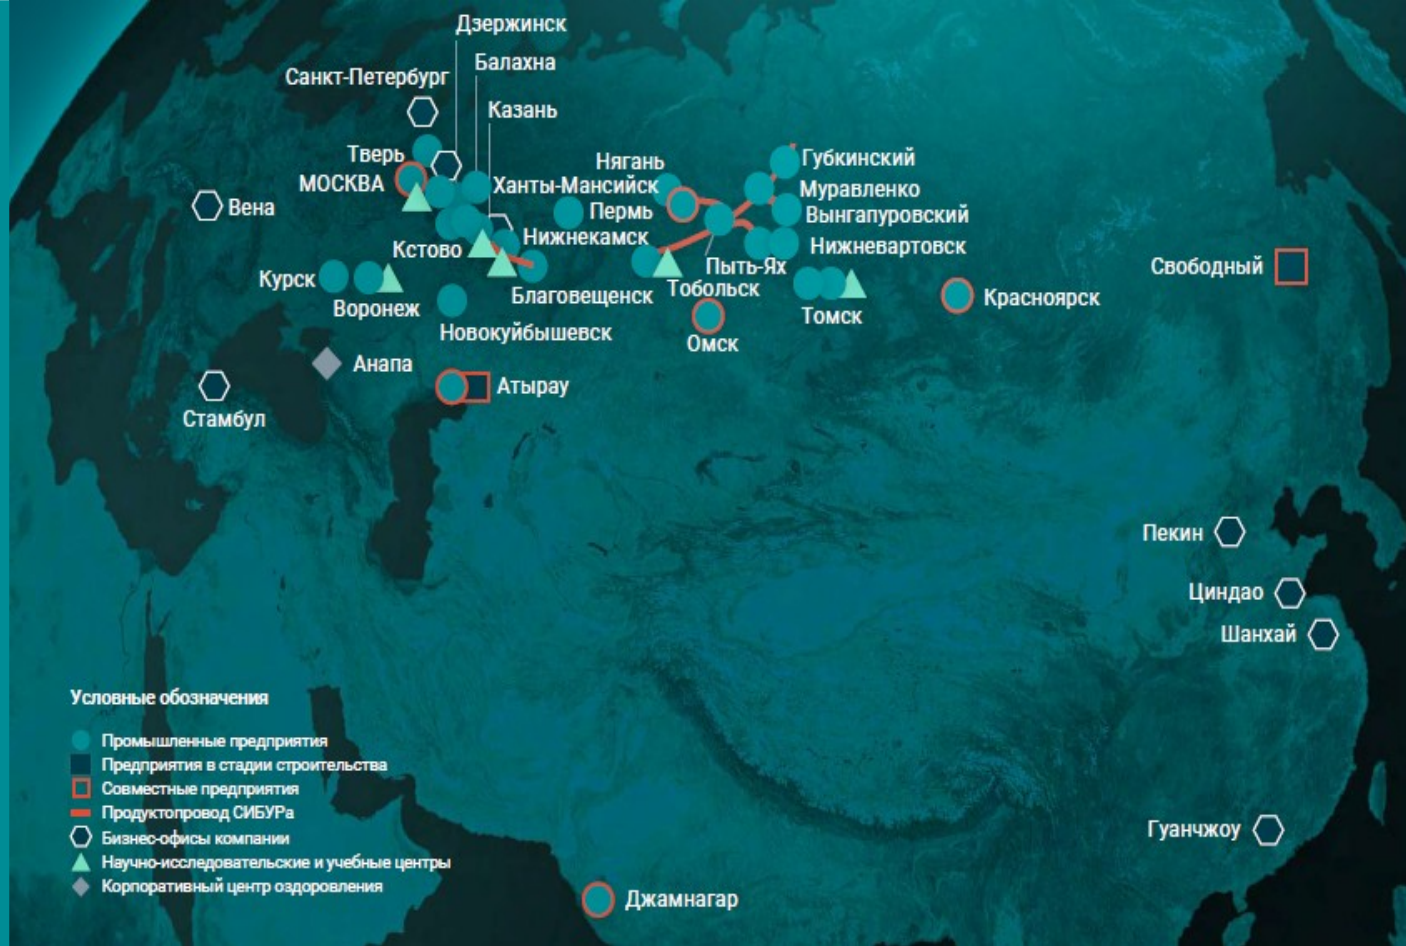 Дзержинск
Балахна
Санкт-Петербург
Казань
Тверь
МОСКВА
Нягань
Губкинский
Ханты-Мансийск
Муравленко
Вена
Пермь
Вынгапуровский
Кстово
Нижнекамск
Нижневартовск
Пыть-Ях
Свободный
Курск
Воронеж
Благовещенск
Тобольск
Томск
Красноярск
Новокуйбышевск
Омск
Анапа
Атырау
Стамбул
Пекин
Циндао
Шанхай
Гуанчжоу
Джамнагар
Условные обозначения
Промышленные предприятия
Предприятия в стадии строительства
Совместные предприятия
Продуктопровод СИБУРа
Бизнес-офисы компании
Научно-исследовательские и учебные центры
Корпоративный центр оздоровления